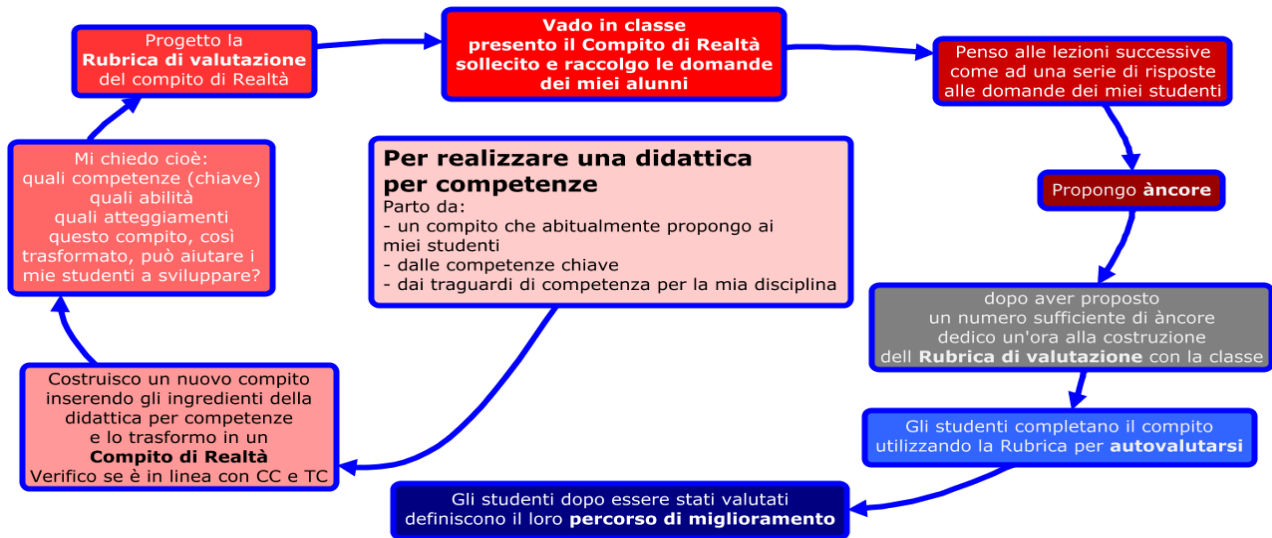 Per realizzare una didattica
per competenze
Parto da:
- un compito che abitualmente propongo ai
miei studenti
- dalle competenze chiave
- dai traguardi di competenza per la mia disciplina
Costruisco un nuovo compito
inserendo gli ingredienti della
didattica per competenze
e lo trasformo in un
Compito di Realtà
Verifico se è in linea con CC e TC
Mi chiedo cioè:
quali competenze (chiave)
quali abilità
quali atteggiamenti
questo compito, così
trasformato, può aiutare i
mie studenti a sviluppare?
Progetto la
Rubrica di valutazione
del compito di Realtà
Vado in classe
presento il Compito di Realtà
sollecito e raccolgo le domande
dei miei alunni
Penso alle lezioni successive
come ad una serie di risposte
alle domande dei miei studenti
Propongo àncore
dopo aver proposto
un numero sufficiente di àncore
dedico un'ora alla costruzione
dell Rubrica di valutazione con la classe
Gli studenti completano il compito
utilizzando la Rubrica per autovalutarsi
Gli studenti dopo essere stati valutati
definiscono il loro percorso di miglioramento